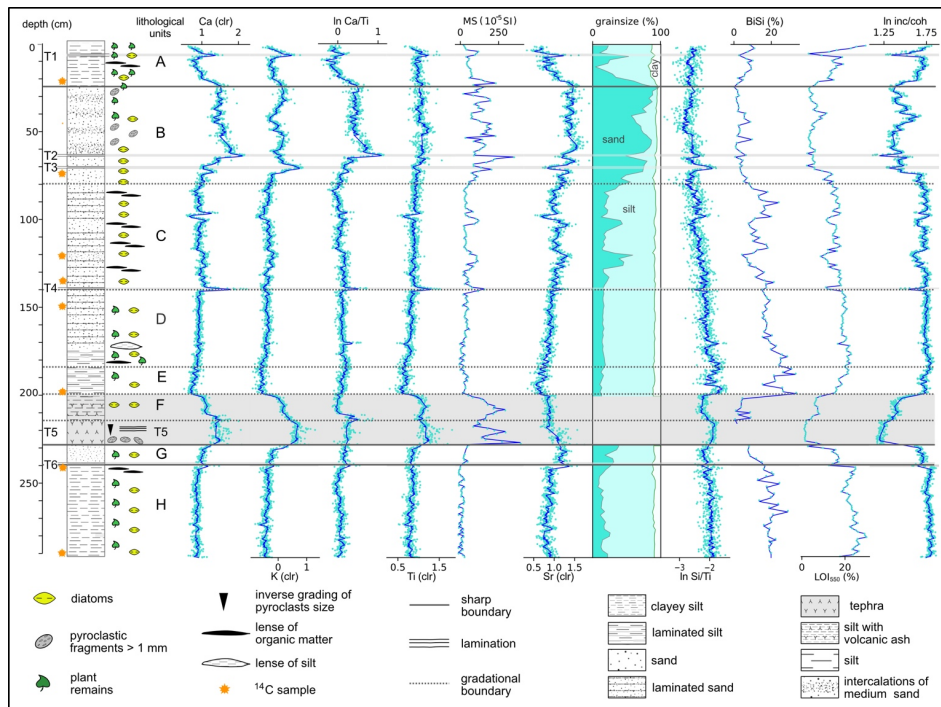 depth (cm)
lithological
units
Ca (clr)
ln Ca/Ti
MS (10⁻⁵SI)
grainsize (%)
BiSi (%)
ln inc/coh
1 2
0 1
0 250
0 100
0 20
1.25 1.75
0
50
100
150
200
250
T1
T2
T3
T4
T5
T6
A
B
C
D
E
F
T5
G
H
clay
sand
silt
0 1
K (clr)
0.5 1.5
Ti (clr)
0.5 1.0 1.5
Sr (clr)
−3 −2
ln Si/Ti
0 20
LOI₅₅₀ (%)
diatoms
pyroclastic
fragments > 1 mm
plant
remains
inverse grading of
pyroclasts size
lense of
organic matter
lense of silt
¹⁴C sample
sharp
boundary
lamination
gradational
boundary
clayey silt
laminated silt
sand
laminated sand
tephra
silt with
volcanic ash
silt
intercalations of
medium sand